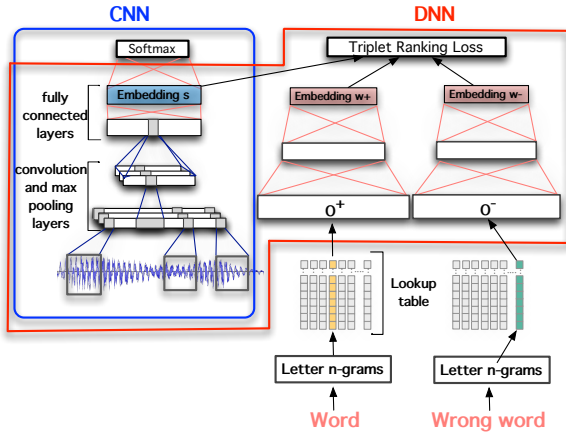 CNN
DNN
Softmax
Triplet Ranking Loss
Embedding s
Embedding w+
Embedding w-
fully
connected
layers
convolution
and max
pooling
layers
O⁺
O⁻
Lookup
table
Letter n-grams
Letter n-grams
Word
Wrong word